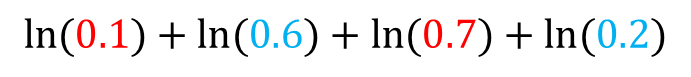 ln(0.1) + ln(0.6) + ln(0.7) + ln(0.2)